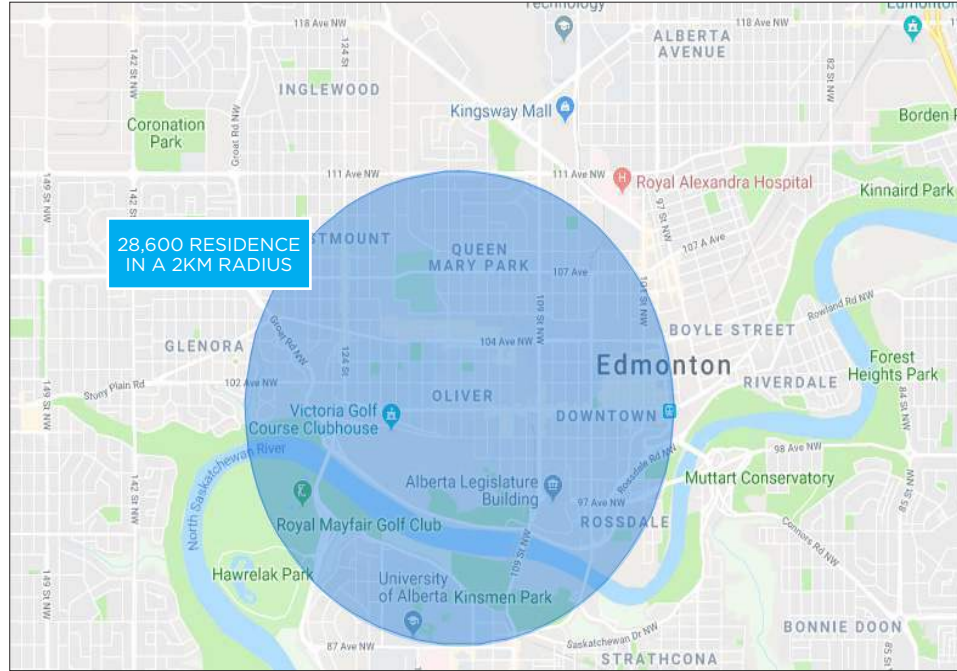 Technology
Edmonton
118 Ave NW
118 Ave NW
ALBERTA
AVENUE
124 St NW
142 St NW
82 St NW
INGLEWOOD
Kingsway Mall
Borden P
Coronation
Park
Groat Rd NW
111 Ave NW
111 Ave NW
Royal Alexandra Hospital
149 St NW
Kinnaird Park
97 St NW
28,600 RESIDENCE
IN A 2KM RADIUS
STMOUNT
QUEEN
MARY PARK
107 A Ave
107 Ave
101 St NW
109 St NW
Rowland Rd NW
BOYLE STREET
Groat Rd NW
104 Ave NW
GLENORA
124 St
Edmonton
Forest
Heights Park
RIVERDALE
Stony Plain Rd
102 Ave NW
149 St NW
OLIVER
84 St NW
Victoria Golf
Course Clubhouse
DOWNTOWN
98 Ave NW
Rossdale Rd NW
North Saskatchewan River
Alberta Legislature
Building
Muttart Conservatory
85 St NW
142 St NW
97 Ave NW
Royal Mayfair Golf Club
ROSSDALE
Connors Rd NW
109 St NW
Hawrelak Park
149 St NW
University
of Alberta
Kinsmen Park
87 Ave NW
Saskatchewan Dr NW
BONNIE DOON
STRATHCONA
85 St